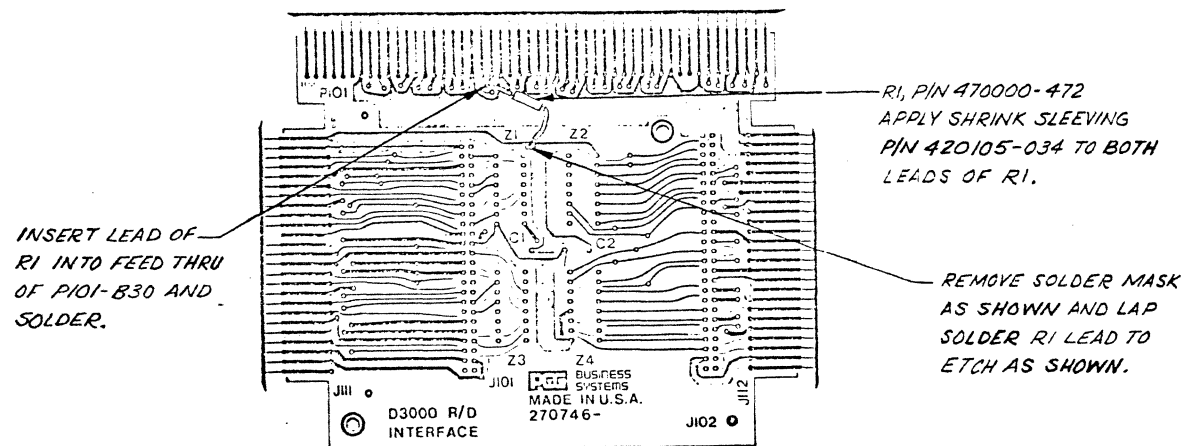 P101
R1, P/N 470000-472
APPLY SHRINK SLEEVING
P/N 420105-034 TO BOTH
LEADS OF R1.
Z1 Z2
INSERT LEAD OF
R1 INTO FEED THRU
OF P101-B30 AND
SOLDER.
C1 C2
REMOVE SOLDER MASK
AS SHOWN AND LAP
SOLDER R1 LEAD TO
ETCH AS SHOWN.
Z3 Z4
J101
BUSINESS
SYSTEMS
MADE IN U.S.A.
270746-
J111
J112
D3000 R/D
INTERFACE
J102